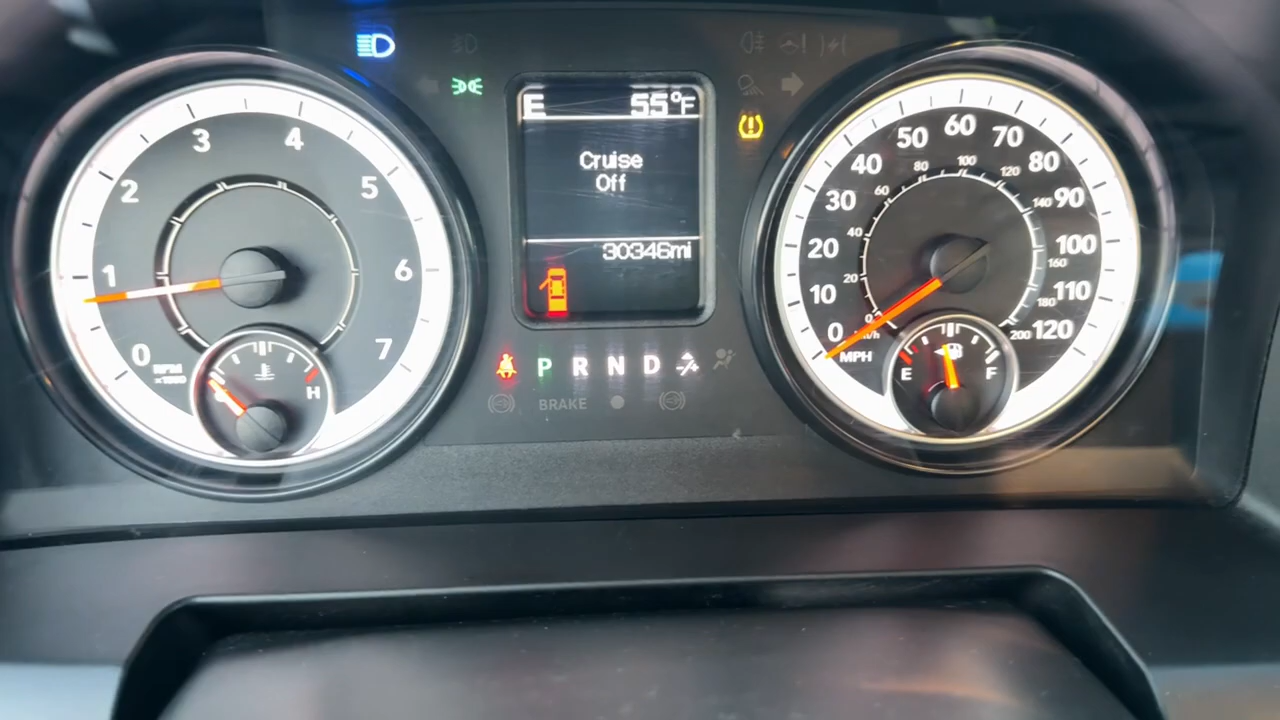 E 55°F
Cruise
Off
30346mi
P R N D
BRAKE
0 1 2 3 4 5 6 7
RPM
x1000
H
0 10 20 30 40 50 60 70 80 90 100 110 120
0 20 40 60 80 100 120 140 160 180 200
MPH
E F